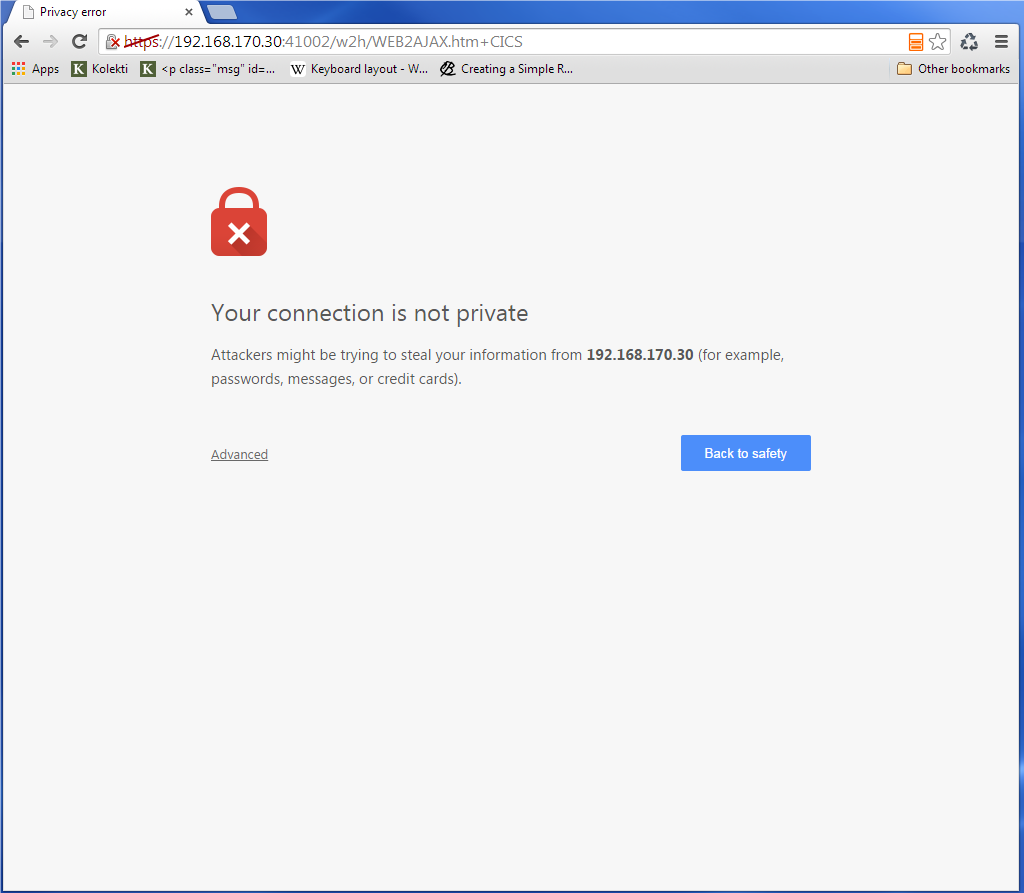 Privacy error
https://192.168.170.30:41002/w2h/WEB2AJAX.htm+CICS
Apps K Kolekti K <p class="msg" id=... W Keyboard layout - W... Creating a Simple R... Other bookmarks
Your connection is not private
Attackers might be trying to steal your information from 192.168.170.30 (for example,
passwords, messages, or credit cards).
Advanced Back to safety